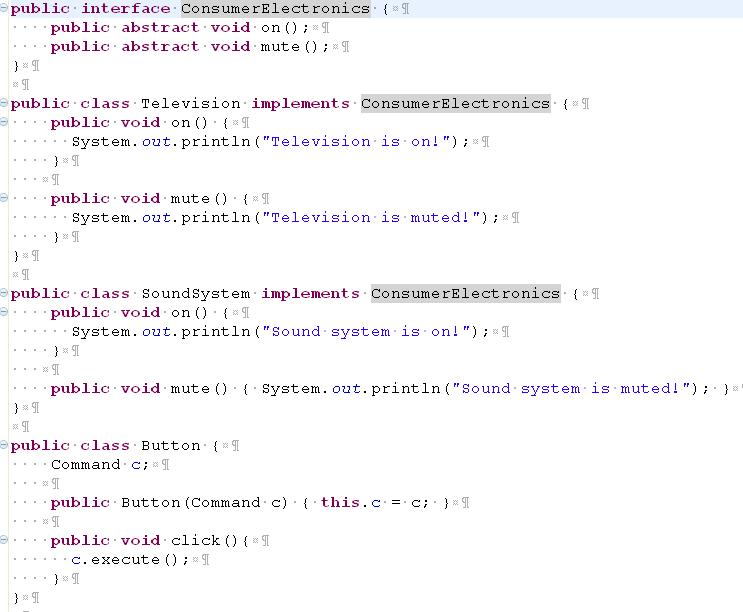 public interface ConsumerElectronics {
    public abstract void on();
    public abstract void mute();
}

public class Television implements ConsumerElectronics {
    public void on() {
      System.out.println("Television is on!");
    }

    public void mute() {
      System.out.println("Television is muted!");
    }
}

public class SoundSystem implements ConsumerElectronics {
    public void on() {
      System.out.println("Sound system is on!");
    }

    public void mute() { System.out.println("Sound system is muted!"); }
}

public class Button {
    Command c;

    public Button(Command c) { this.c = c; }

    public void click(){
      c.execute();
    }
}